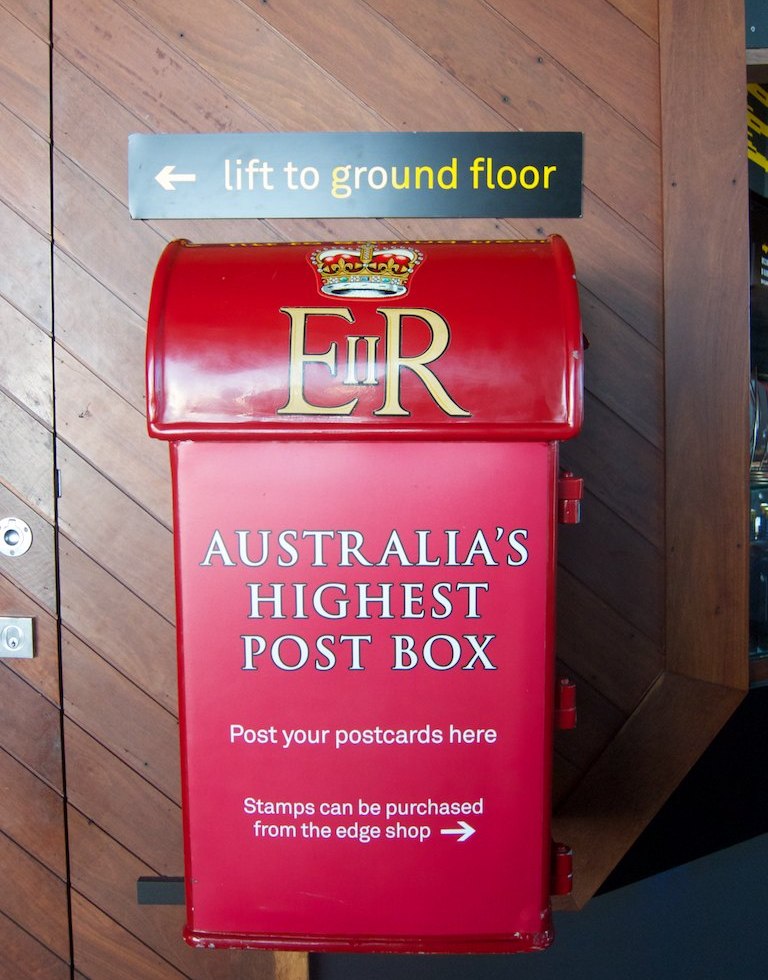 ← lift to ground floor
EIIR
AUSTRALIA'S
HIGHEST
POST BOX
Post your postcards here
Stamps can be purchased
from the edge shop →